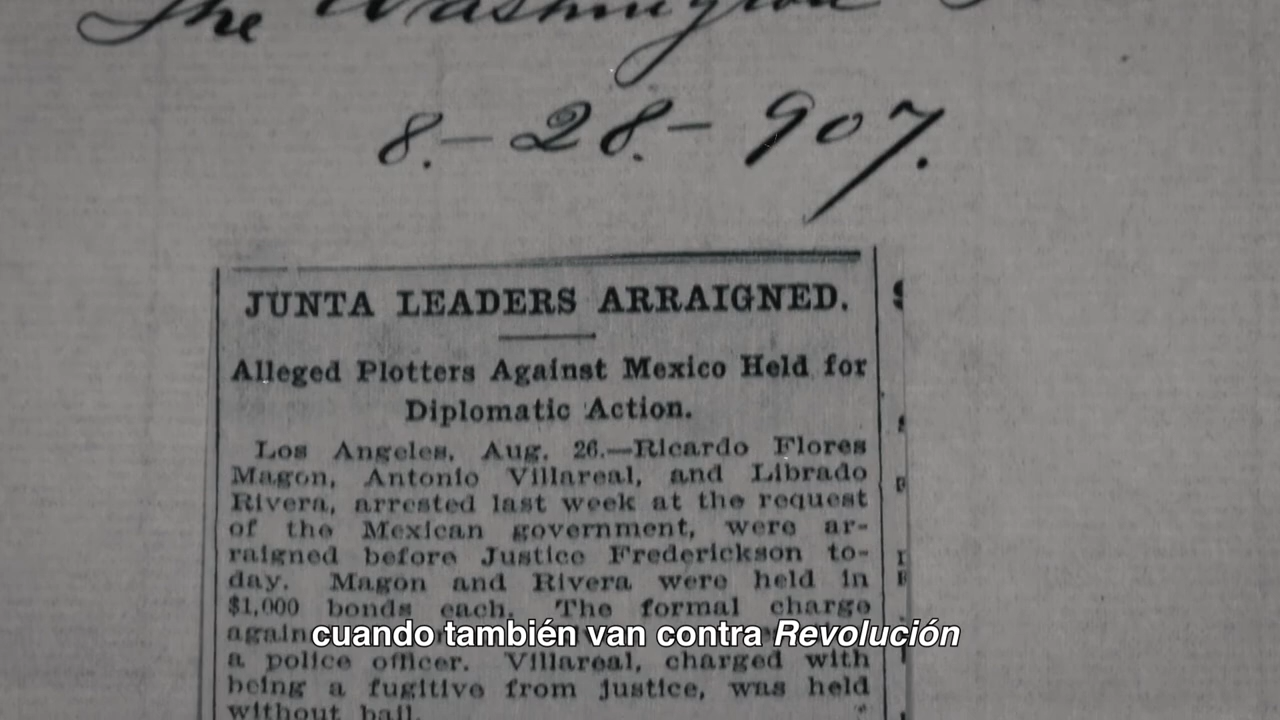 The Washington
8.-28.-907.
JUNTA LEADERS ARRAIGNED.
Alleged Plotters Against Mexico Held for
Diplomatic Action.
Los Angeles, Aug. 26.—Ricardo Flores
Magon, Antonio Villareal, and Librado
Rivera, arrested last week at the request
of the Mexican government, were ar-
raigned before Justice Frederickson to-
day. Magon and Rivera were held in
$1,000 bonds each. The formal charge
again
cuando también van contra Revolución
a police officer. Villareal, charged with
being a fugitive from justice, was held
without bail.